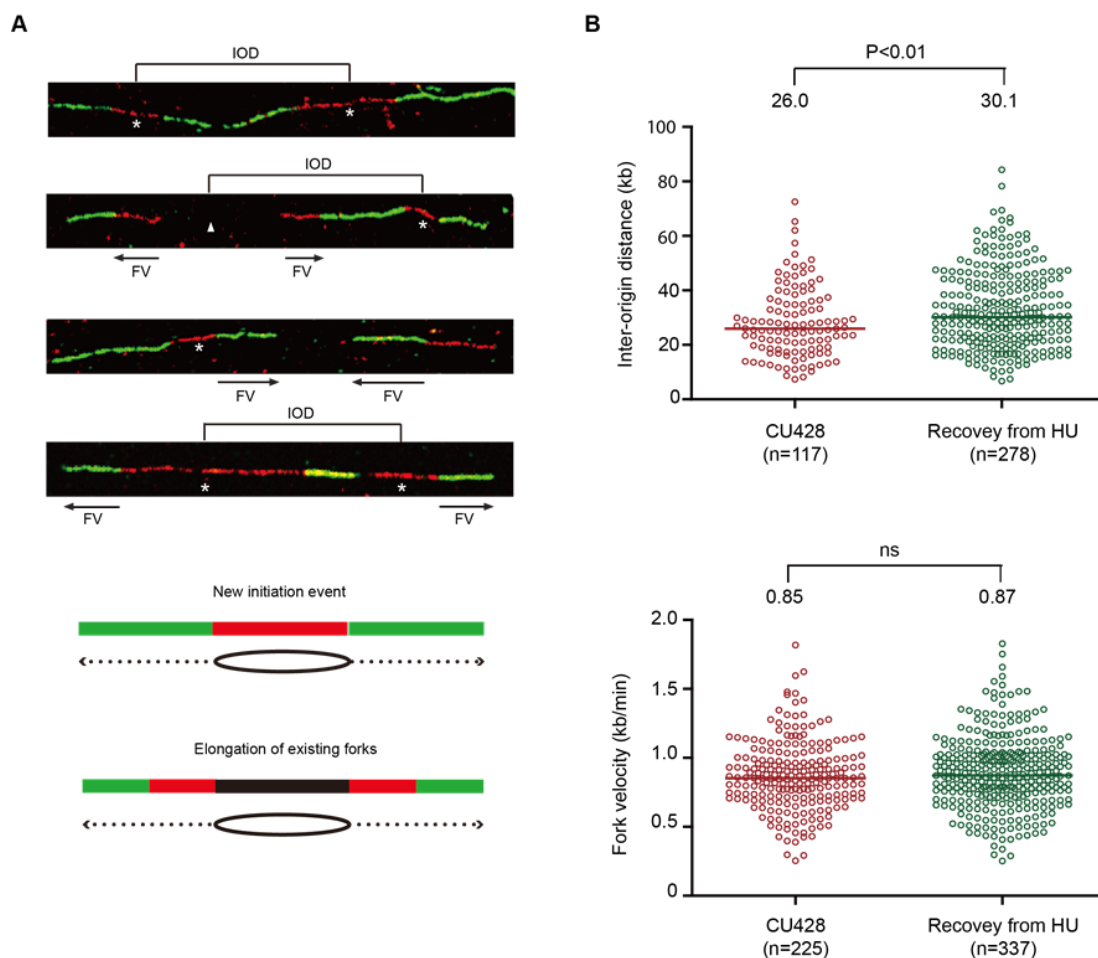 A
IOD
*
*
IOD
*
FV
FV
*
FV
FV
IOD
*
*
FV
FV
New initiation event
Elongation of existing forks
B
P<0.01
26.0
30.1
Inter-origin distance (kb)
100
80
60
40
20
0
CU428
(n=117)
Recovey from HU
(n=278)
ns
0.85
0.87
Fork velocity (kb/min)
2.0
1.5
1.0
0.5
0
CU428
(n=225)
Recovey from HU
(n=337)